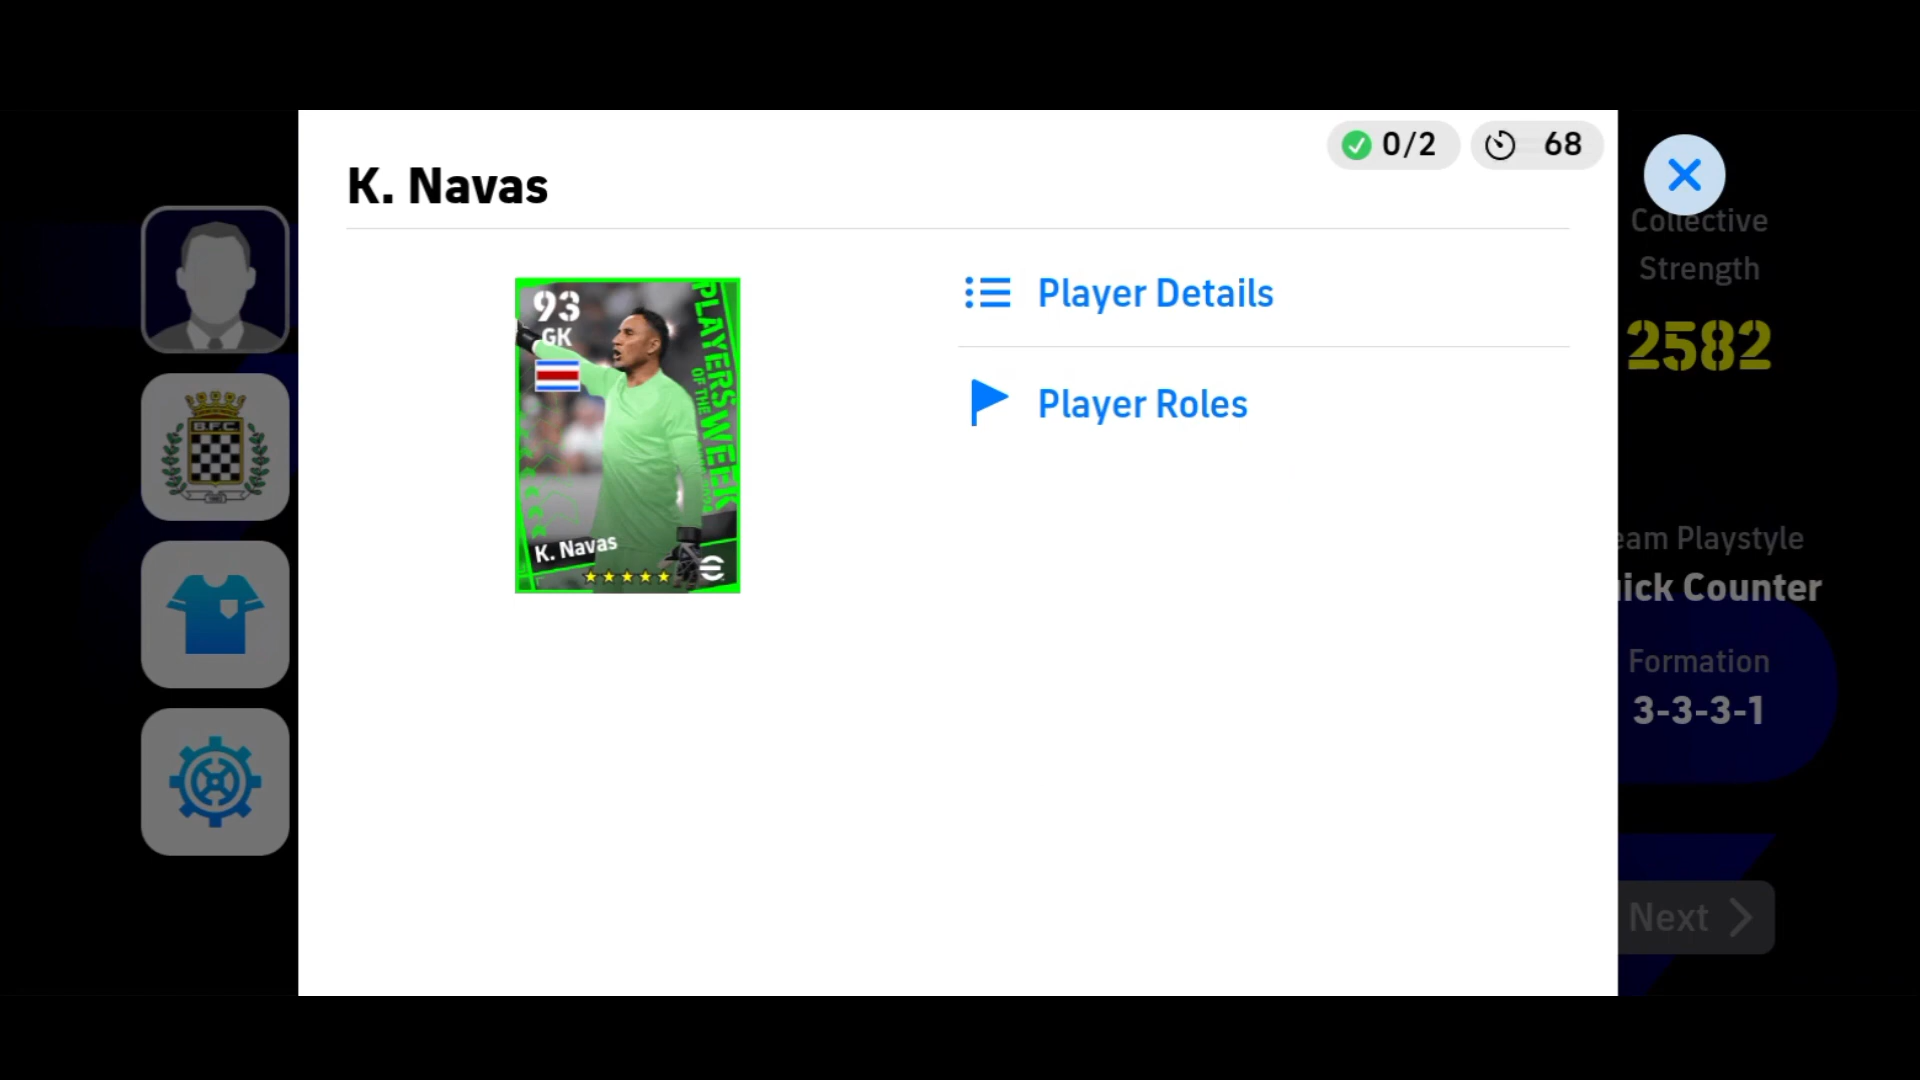 0/2
68
K. Navas
Collective
Strength
2582
93
GK
PLAYERS
OF THE WEEK
K. Navas
Player Details
Player Roles
B.F.C.
eam Playstyle
ick Counter
Formation
3-3-3-1
Next